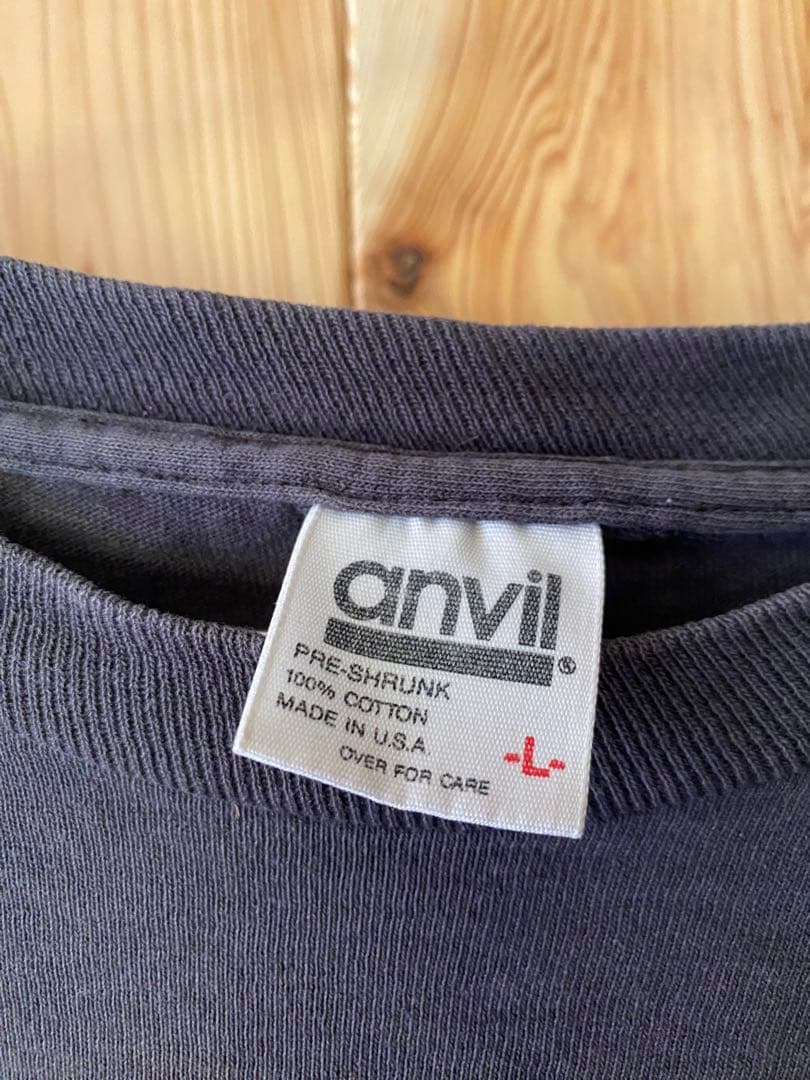 anvil®
PRE-SHRUNK
100% COTTON
MADE IN U.S.A
-L-
OVER FOR CARE